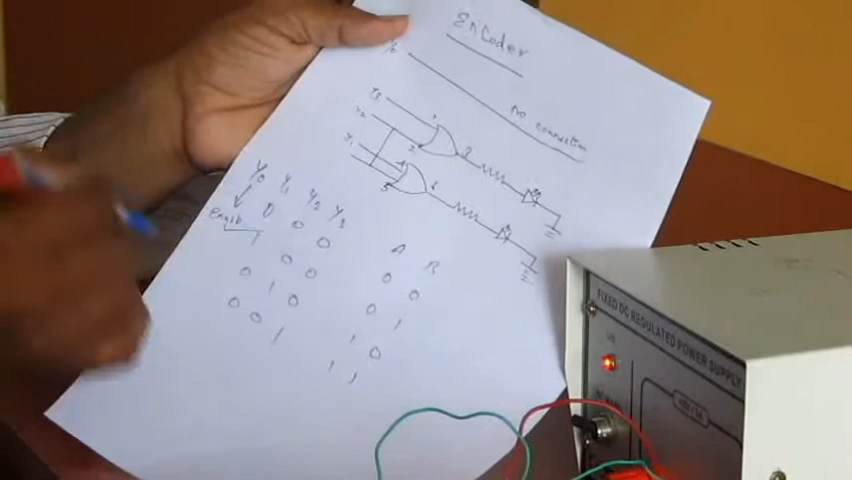 Encoder
Y0
no connection
Y3
Y2
Y1
1
2
3
4
5
6
Y0 Y1 Y2 Y3
Enable
A B
0 0 0
1 0 0
0 1 0
0 0 1
0 0
0 1
1 0
1 1
FIXED DC REGULATED POWER SUPPLY